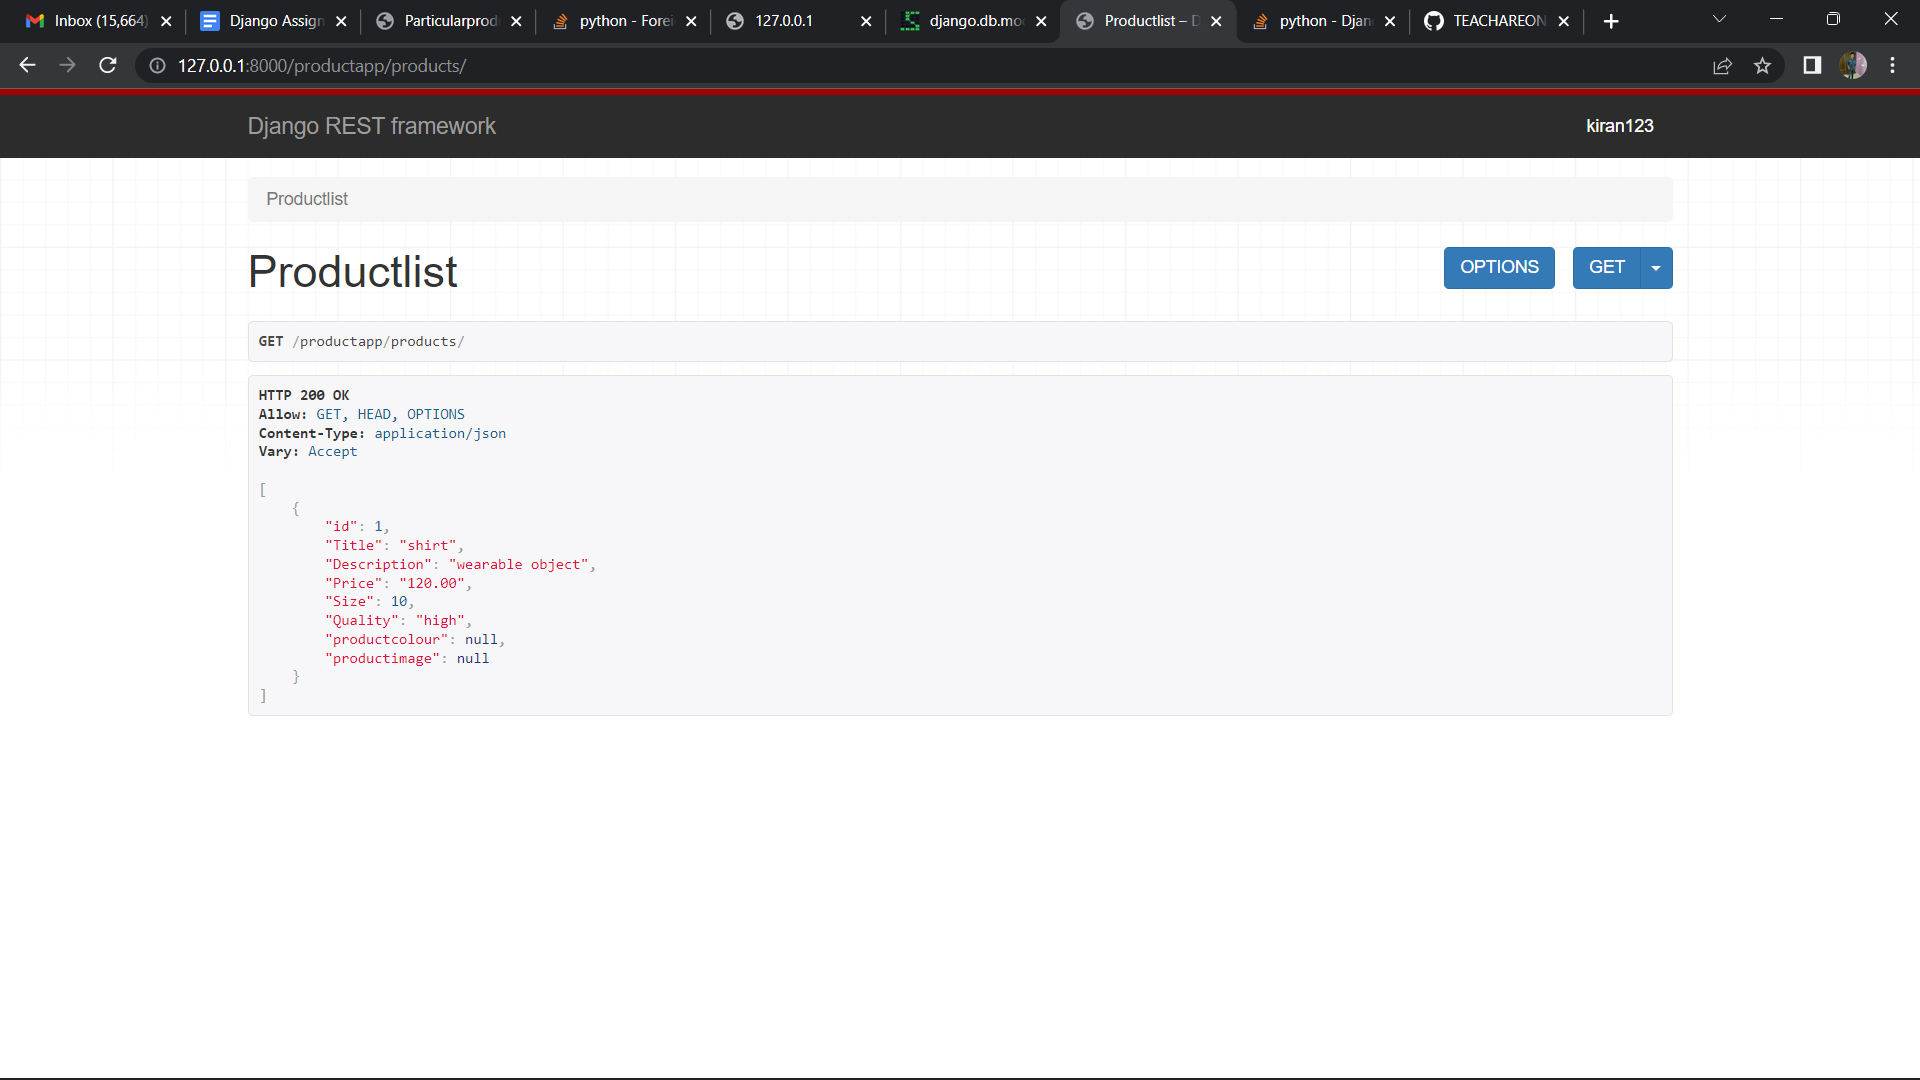 Inbox (15,664)
Django Assign
Particularprod
python - Forei
127.0.0.1
django.db.mo
Productlist – D
python - Djan
TEACHAREON
127.0.0.1:8000/productapp/products/
Django REST framework
kiran123
Productlist
Productlist
OPTIONS
GET
GET /productapp/products/
HTTP 200 OK
Allow: GET, HEAD, OPTIONS
Content-Type: application/json
Vary: Accept
[
    {
        "id": 1,
        "Title": "shirt",
        "Description": "wearable object",
        "Price": "120.00",
        "Size": 10,
        "Quality": "high",
        "productcolour": null,
        "productimage": null
    }
]